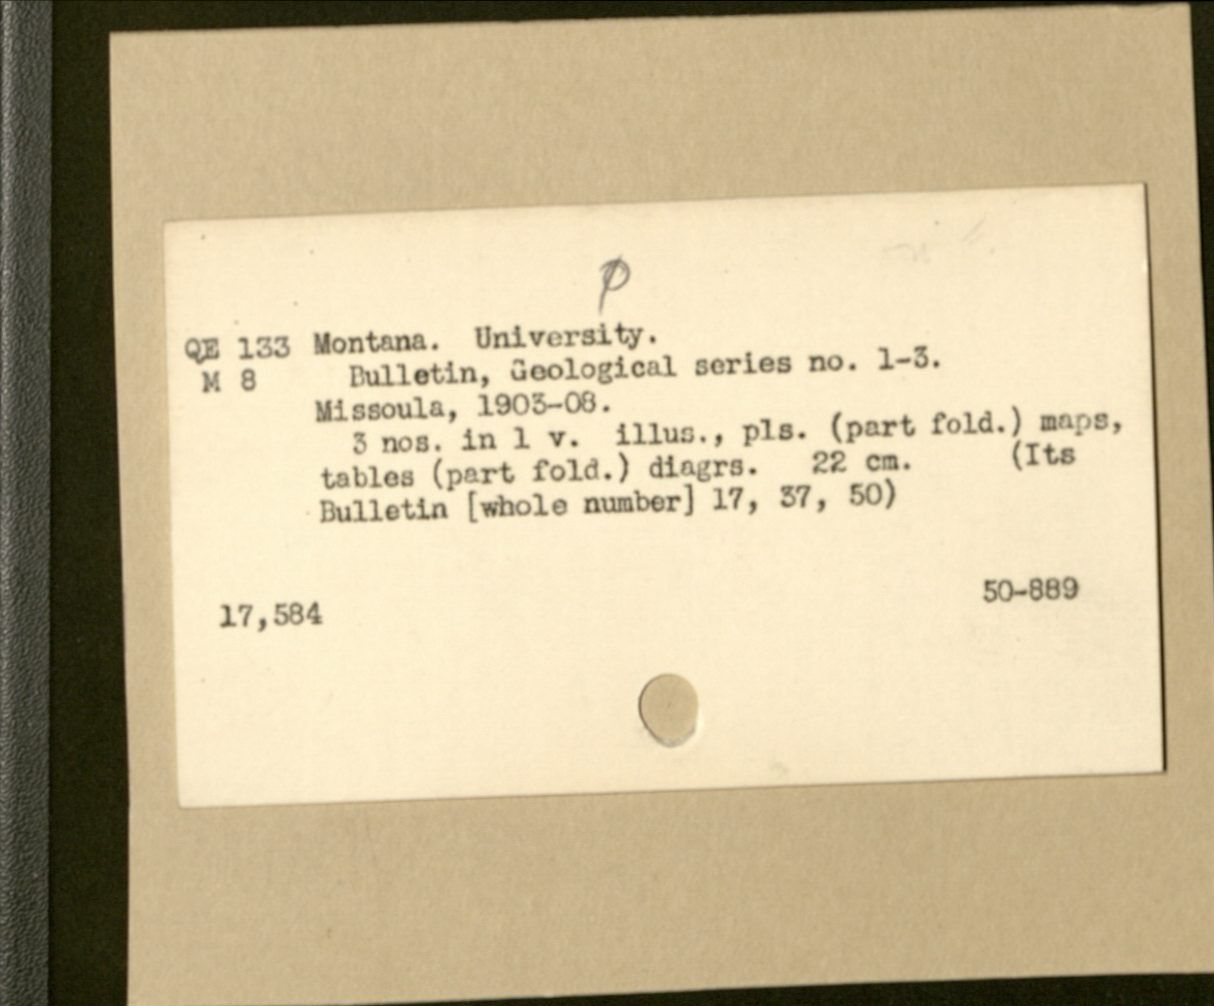 p
QE 133 Montana. University.
M 8 Bulletin, Geological series no. 1-3.
Missoula, 1903-08.
3 nos. in 1 v. illus., pls. (part fold.) maps,
tables (part fold.) diagrs. 22 cm. (Its
Bulletin [whole number] 17, 37, 50)
17,584 50-889